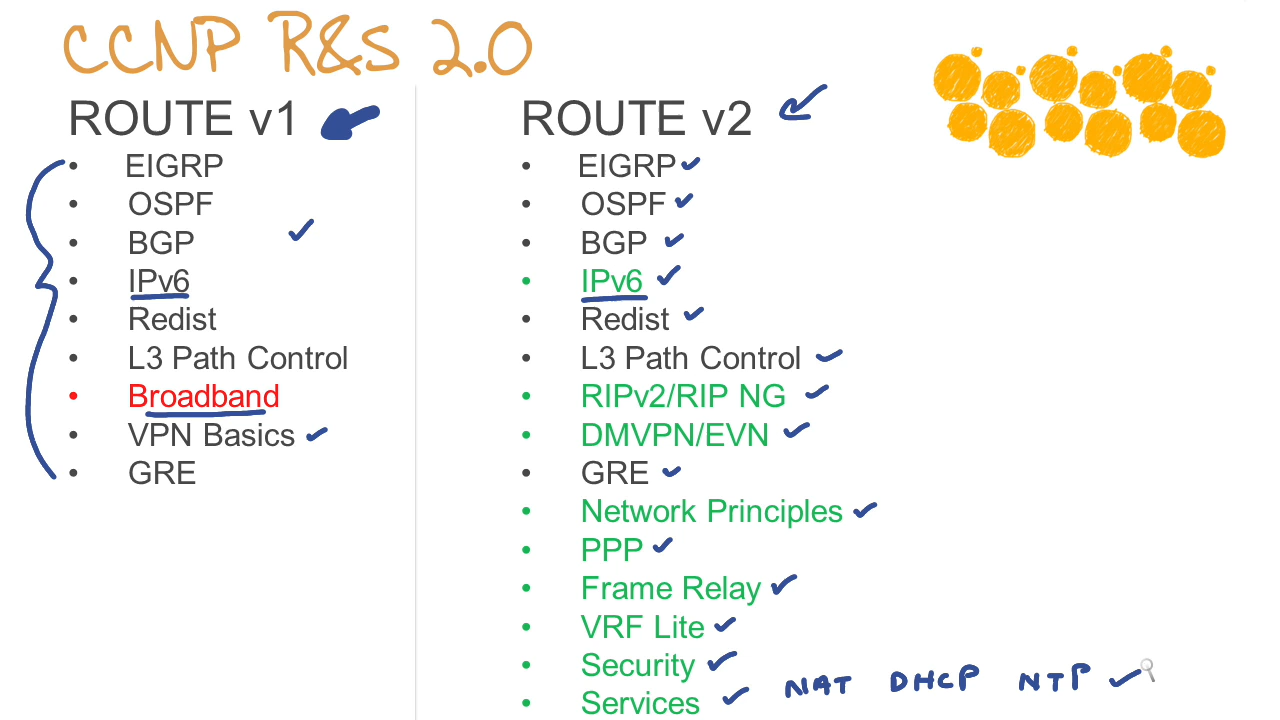 CCNP R&S 2.0
ROUTE v1
• EIGRP
• OSPF
• BGP
• IPv6
• Redist
• L3 Path Control
• Broadband
• VPN Basics
• GRE
ROUTE v2
• EIGRP
• OSPF
• BGP
• IPv6
• Redist
• L3 Path Control
• RIPv2/RIP NG
• DMVPN/EVN
• GRE
• Network Principles
• PPP
• Frame Relay
• VRF Lite
• Security
• Services NAT DHCP NTP